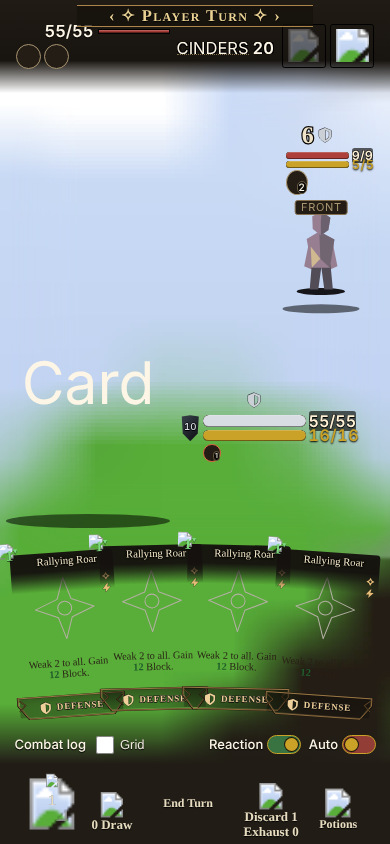 ‹ ✧ Player Turn ✧ ›
55/55
CINDERS 20
6
9/9
5/5
2
FRONT
Card
10
55/55
16/16
1
Rallying Roar
Rallying Roar
Rallying Roar
Rallying Roar
Weak 2 to all. Gain
12 Block.
Weak 2 to all. Gain
12 Block.
Weak 2 to all. Gain
12 Block.
12
DEFENSE
DEFENSE
DEFENSE
DEFENSE
Combat log
Grid
Reaction
Auto
0 Draw
End Turn
Discard 1
Exhaust 0
Potions